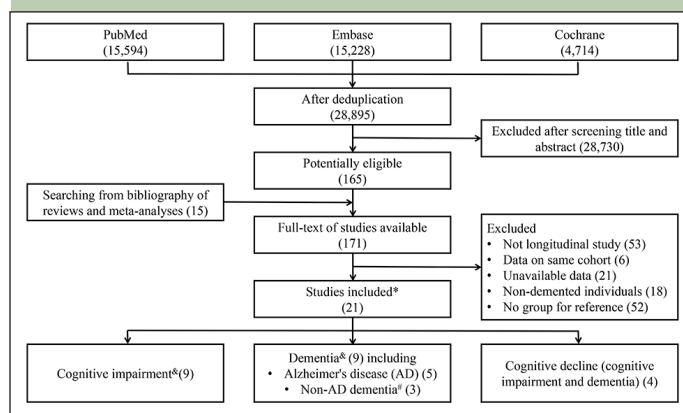 PubMed
(15,594)
Embase
(15,228)
Cochrane
(4,714)
After deduplication
(28,895)
Excluded after screening title and
abstract (28,730)
Potentially eligible
(165)
Searching from bibliography of
reviews and meta-analyses (15)
Full-text of studies available
(171)
Excluded
• Not longitudinal study (53)
• Data on same cohort (6)
• Unavailable data (21)
• Non-demented individuals (18)
• No group for reference (52)
Studies included*
(21)
Cognitive impairment&(9)
Dementia& (9) including
• Alzheimer's disease (AD) (5)
• Non-AD dementia# (3)
Cognitive decline (cognitive
impairment and dementia) (4)